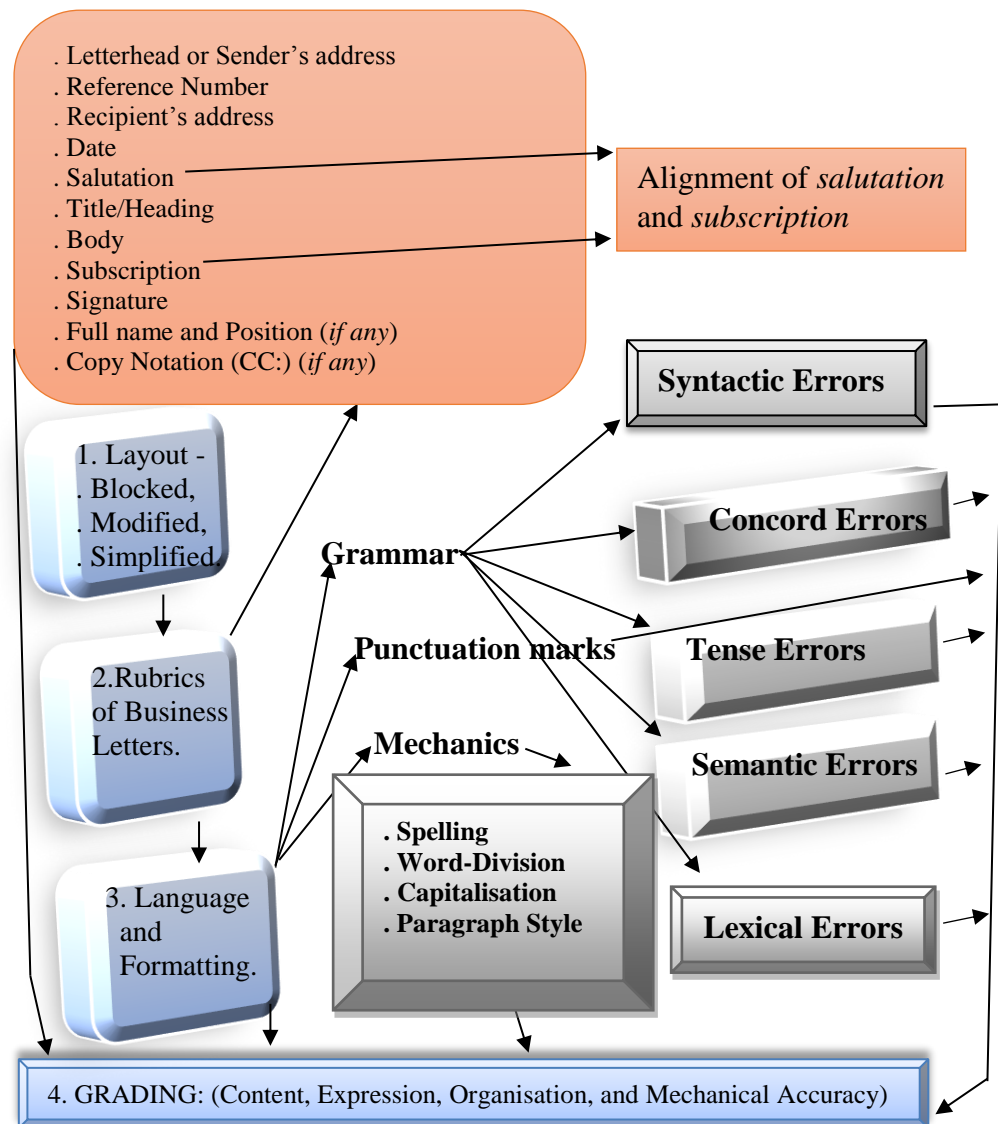 . Letterhead or Sender’s address
. Reference Number
. Recipient’s address
. Date
. Salutation
. Title/Heading
. Body
. Subscription
. Signature
. Full name and Position (if any)
. Copy Notation (CC:) (if any)
Alignment of salutation
and subscription
1. Layout -
. Blocked,
. Modified,
. Simplified.
2.Rubrics
of Business
Letters.
3. Language
and
Formatting.
Grammar
Punctuation marks
Mechanics
. Spelling
. Word-Division
. Capitalisation
. Paragraph Style
Syntactic Errors
Concord Errors
Tense Errors
Semantic Errors
Lexical Errors
4. GRADING: (Content, Expression, Organisation, and Mechanical Accuracy)